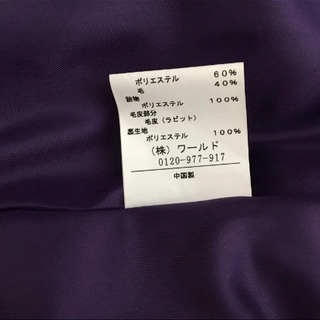 ポリエステル 60%
毛 40%
詰物
ポリエステル 100%
毛皮部分
毛皮(ラビット)
裏生地
ポリエステル 100%
(株)ワールド
0120-977-917
中国製